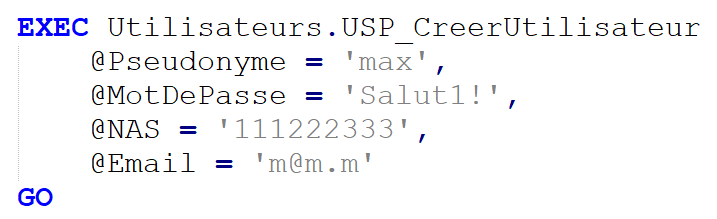 EXEC Utilisateurs.USP_CreerUtilisateur
@Pseudonyme = 'max',
@MotDePasse = 'Salut1!',
@NAS = '111222333',
@Email = 'm@m.m'
GO